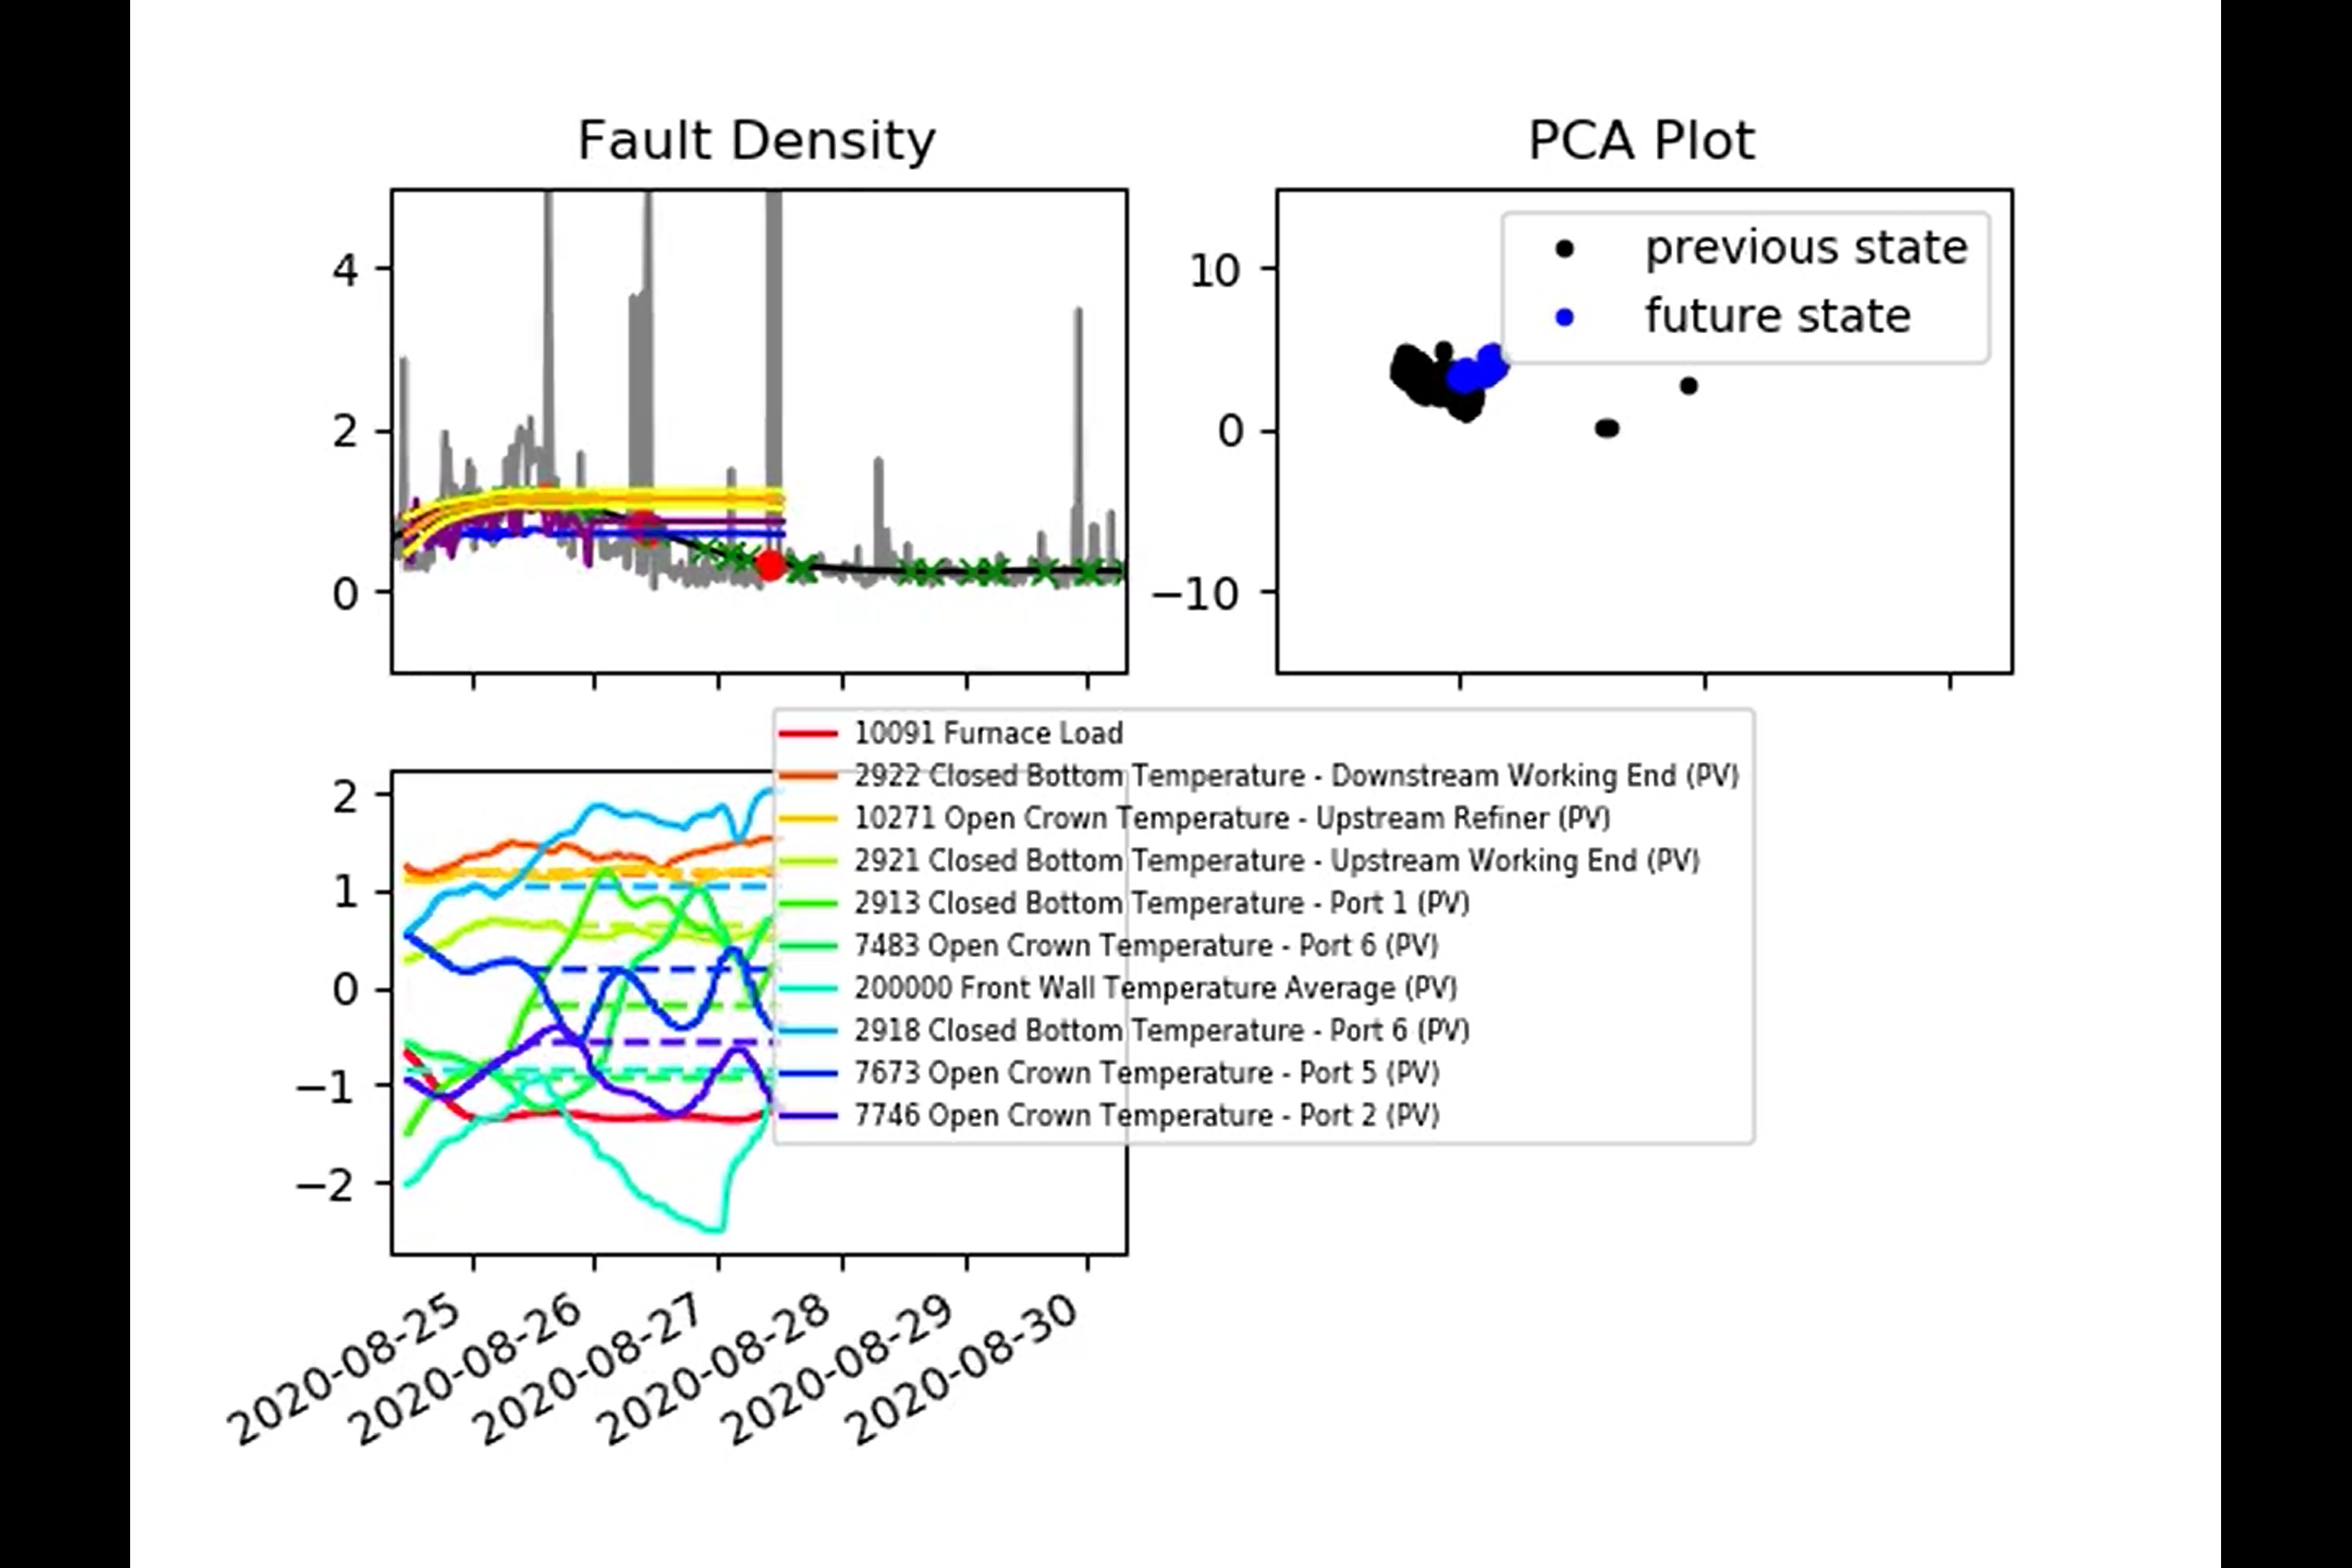 Fault Density
4
2
0
PCA Plot
10
0
−10
previous state
future state
2
1
0
−1
−2
10091 Furnace Load
2922 Closed Bottom Temperature - Downstream Working End (PV)
10271 Open Crown Temperature - Upstream Refiner (PV)
2921 Closed Bottom Temperature - Upstream Working End (PV)
2913 Closed Bottom Temperature - Port 1 (PV)
7483 Open Crown Temperature - Port 6 (PV)
200000 Front Wall Temperature Average (PV)
2918 Closed Bottom Temperature - Port 6 (PV)
7673 Open Crown Temperature - Port 5 (PV)
7746 Open Crown Temperature - Port 2 (PV)
2020-08-25
2020-08-26
2020-08-27
2020-08-28
2020-08-29
2020-08-30